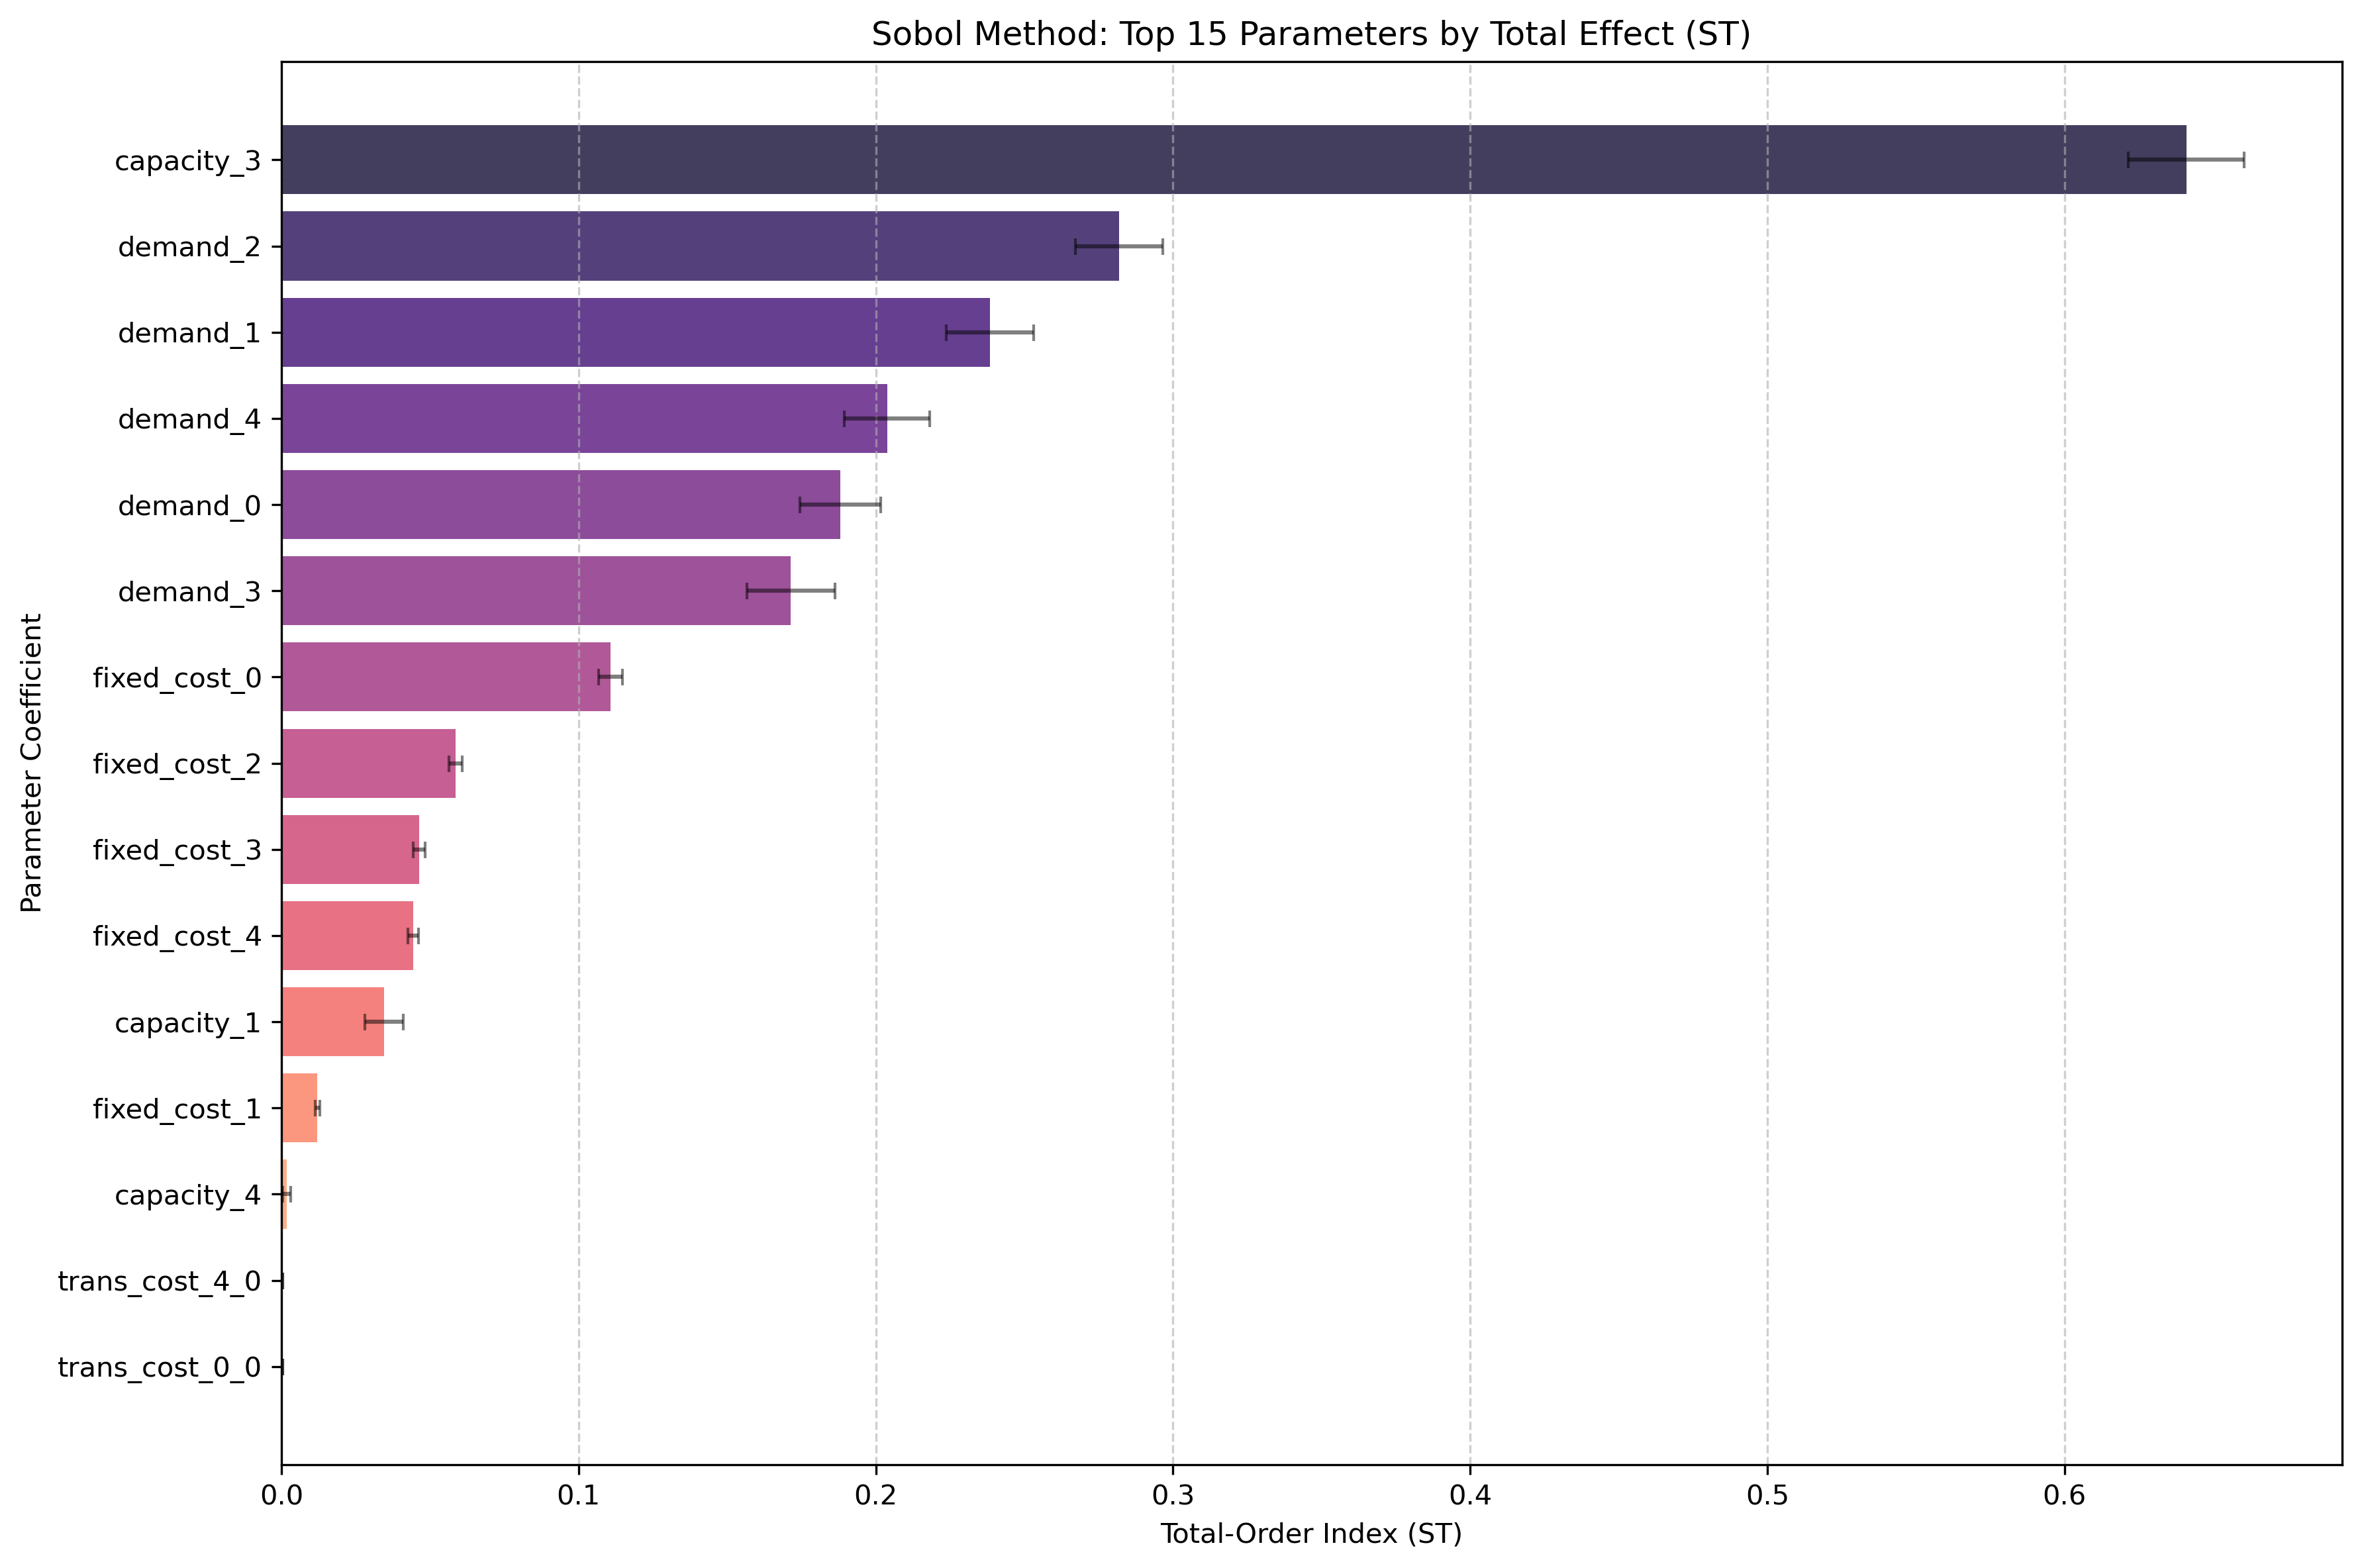 Sobol Method: Top 15 Parameters by Total Effect (ST)
Parameter Coefficient
capacity_3
demand_2
demand_1
demand_4
demand_0
demand_3
fixed_cost_0
fixed_cost_2
fixed_cost_3
fixed_cost_4
capacity_1
fixed_cost_1
capacity_4
trans_cost_4_0
trans_cost_0_0
0.0 0.1 0.2 0.3 0.4 0.5 0.6
Total-Order Index (ST)